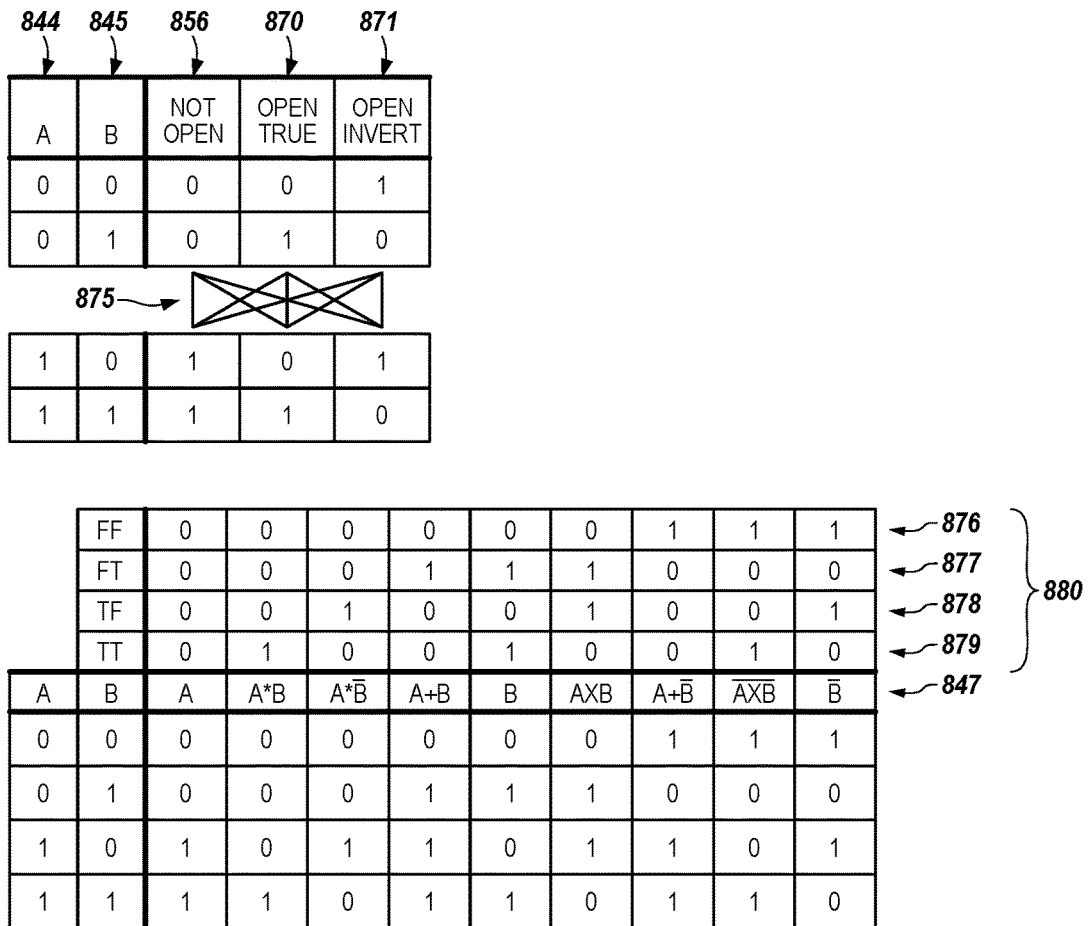 844 845 856 870 871
A B NOT OPEN OPEN TRUE OPEN INVERT
0 0 0 0 1
0 1 0 1 0
875
1 0 1 0 1
1 1 1 1 0
FF 0 0 0 0 0 0 1 1 1 876
FT 0 0 0 1 1 1 0 0 0 877
880
TF 0 0 1 0 0 1 0 0 1 878
TT 0 1 0 0 1 0 0 1 0 879
A B A A*B A*B̅ A+B B AXB A+B̅ A̅X̅B̅ B̅ 847
0 0 0 0 0 0 0 0 1 1 1
0 1 0 0 0 1 1 1 0 0 0
1 0 1 0 1 1 0 1 1 0 1
1 1 1 1 0 1 1 0 1 1 0